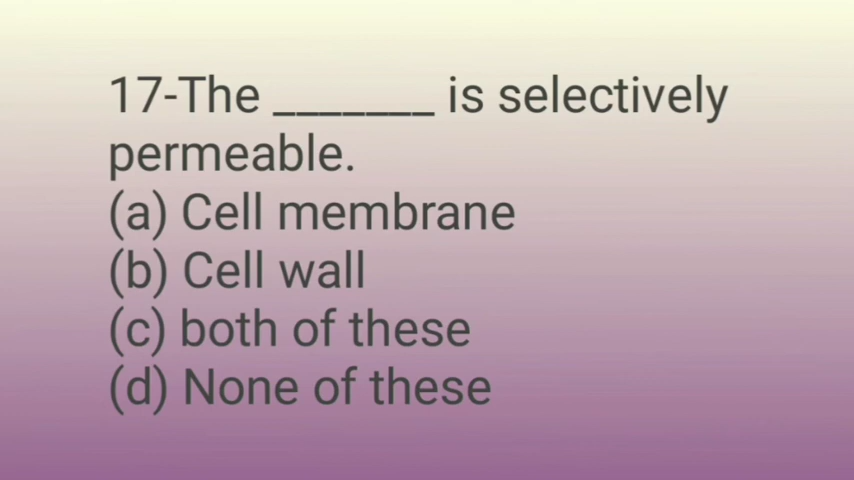 17-The _______ is selectively
permeable.
(a) Cell membrane
(b) Cell wall
(c) both of these
(d) None of these